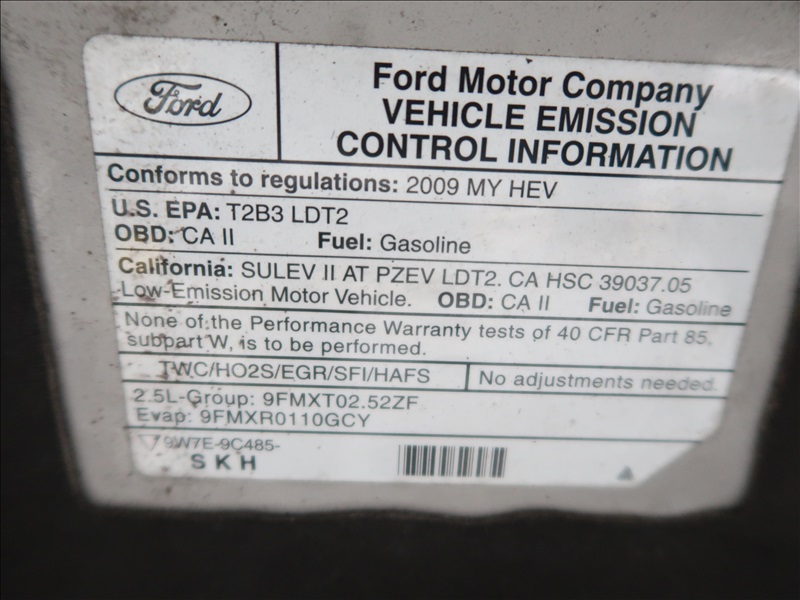 Ford
Ford Motor Company
VEHICLE EMISSION
CONTROL INFORMATION
Conforms to regulations: 2009 MY HEV
U.S. EPA: T2B3 LDT2
OBD: CA II Fuel: Gasoline
California: SULEV II AT PZEV LDT2. CA HSC 39037.05
Low-Emission Motor Vehicle. OBD: CA II Fuel: Gasoline
None of the Performance Warranty tests of 40 CFR Part 85,
subpart W, is to be performed.
TWC/HO2S/EGR/SFI/HAFS No adjustments needed.
2.5L-Group: 9FMXT02.52ZF
Evap: 9FMXR0110GCY
9W7E-9C485-
SKH